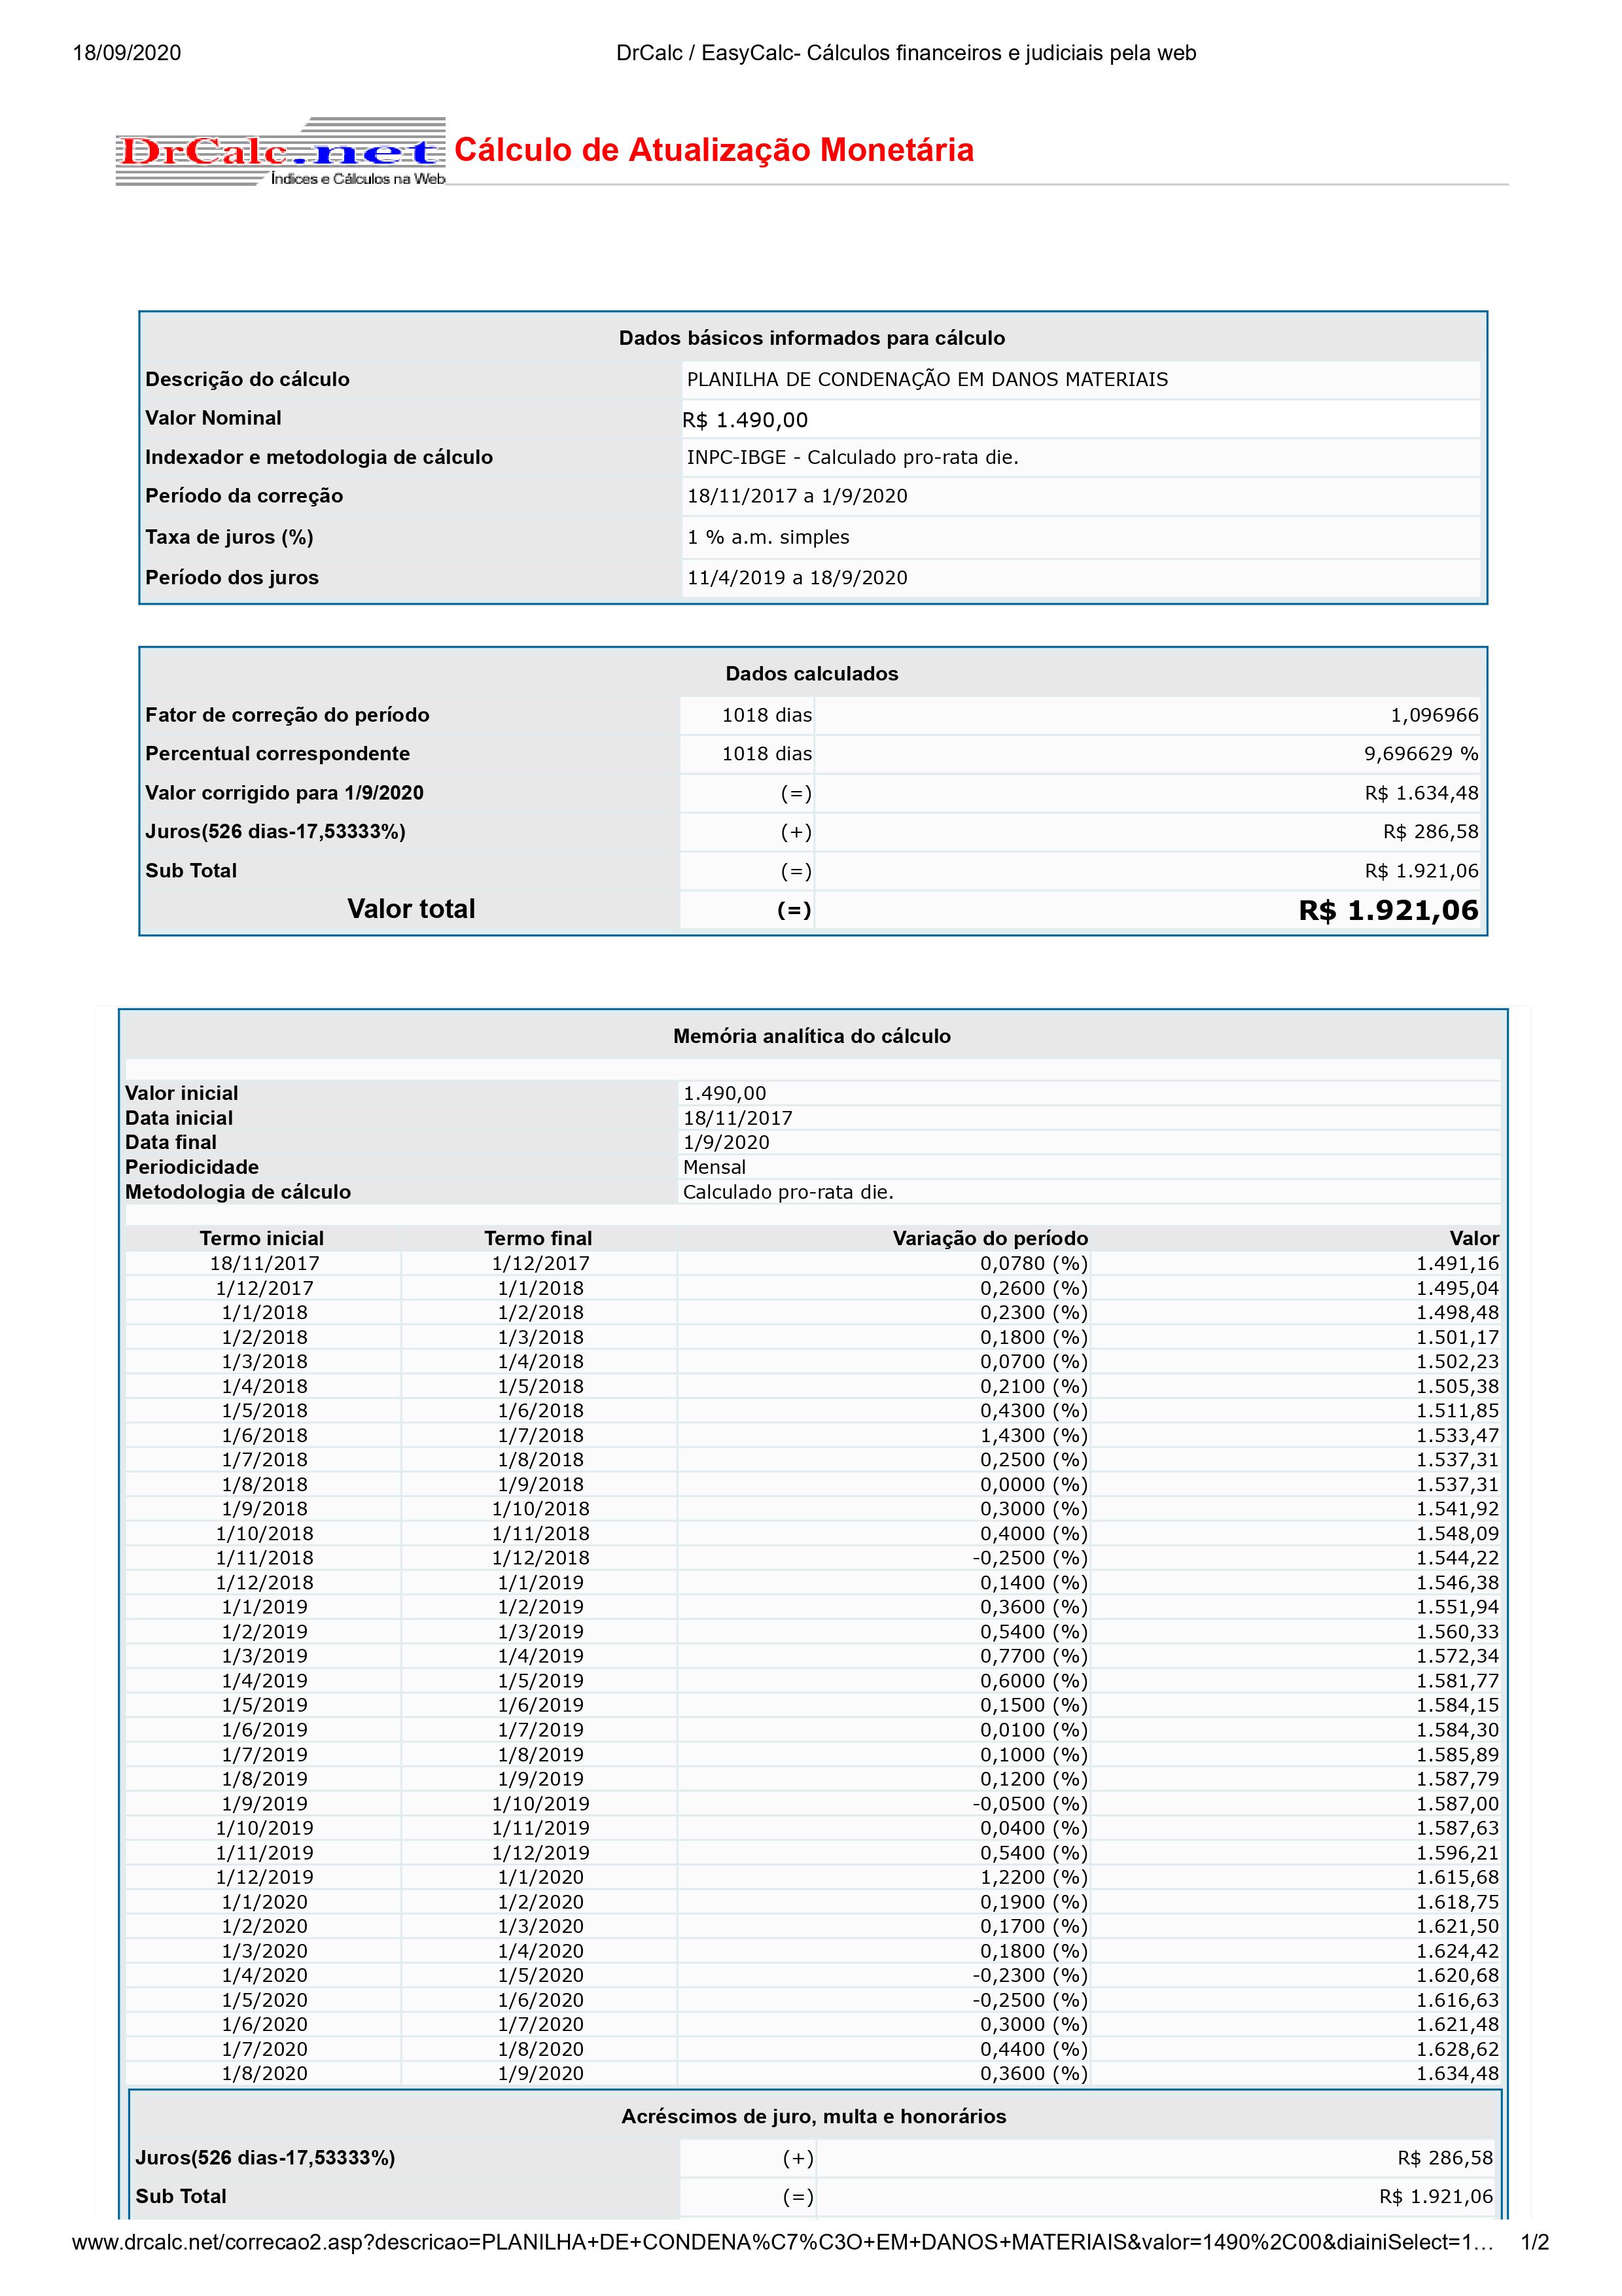 18/09/2020 DrCalc / EasyCalc- Cálculos financeiros e judiciais pela web
DrCalc.net Cálculo de Atualização Monetária
Índices e Cálculos na Web
Dados básicos informados para cálculo
Descrição do cálculo PLANILHA DE CONDENAÇÃO EM DANOS MATERIAIS
Valor Nominal R$ 1.490,00
Indexador e metodologia de cálculo INPC-IBGE - Calculado pro-rata die.
Período da correção 18/11/2017 a 1/9/2020
Taxa de juros (%) 1 % a.m. simples
Período dos juros 11/4/2019 a 18/9/2020
Dados calculados
Fator de correção do período 1018 dias 1,096966
Percentual correspondente 1018 dias 9,696629 %
Valor corrigido para 1/9/2020 (=) R$ 1.634,48
Juros(526 dias-17,53333%) (+) R$ 286,58
Sub Total (=) R$ 1.921,06
Valor total (=) R$ 1.921,06
Memória analítica do cálculo
Valor inicial 1.490,00
Data inicial 18/11/2017
Data final 1/9/2020
Periodicidade Mensal
Metodologia de cálculo Calculado pro-rata die.
Termo inicial Termo final Variação do período Valor
18/11/2017 1/12/2017 0,0780 (%) 1.491,16
1/12/2017 1/1/2018 0,2600 (%) 1.495,04
1/1/2018 1/2/2018 0,2300 (%) 1.498,48
1/2/2018 1/3/2018 0,1800 (%) 1.501,17
1/3/2018 1/4/2018 0,0700 (%) 1.502,23
1/4/2018 1/5/2018 0,2100 (%) 1.505,38
1/5/2018 1/6/2018 0,4300 (%) 1.511,85
1/6/2018 1/7/2018 1,4300 (%) 1.533,47
1/7/2018 1/8/2018 0,2500 (%) 1.537,31
1/8/2018 1/9/2018 0,0000 (%) 1.537,31
1/9/2018 1/10/2018 0,3000 (%) 1.541,92
1/10/2018 1/11/2018 0,4000 (%) 1.548,09
1/11/2018 1/12/2018 -0,2500 (%) 1.544,22
1/12/2018 1/1/2019 0,1400 (%) 1.546,38
1/1/2019 1/2/2019 0,3600 (%) 1.551,94
1/2/2019 1/3/2019 0,5400 (%) 1.560,33
1/3/2019 1/4/2019 0,7700 (%) 1.572,34
1/4/2019 1/5/2019 0,6000 (%) 1.581,77
1/5/2019 1/6/2019 0,1500 (%) 1.584,15
1/6/2019 1/7/2019 0,0100 (%) 1.584,30
1/7/2019 1/8/2019 0,1000 (%) 1.585,89
1/8/2019 1/9/2019 0,1200 (%) 1.587,79
1/9/2019 1/10/2019 -0,0500 (%) 1.587,00
1/10/2019 1/11/2019 0,0400 (%) 1.587,63
1/11/2019 1/12/2019 0,5400 (%) 1.596,21
1/12/2019 1/1/2020 1,2200 (%) 1.615,68
1/1/2020 1/2/2020 0,1900 (%) 1.618,75
1/2/2020 1/3/2020 0,1700 (%) 1.621,50
1/3/2020 1/4/2020 0,1800 (%) 1.624,42
1/4/2020 1/5/2020 -0,2300 (%) 1.620,68
1/5/2020 1/6/2020 -0,2500 (%) 1.616,63
1/6/2020 1/7/2020 0,3000 (%) 1.621,48
1/7/2020 1/8/2020 0,4400 (%) 1.628,62
1/8/2020 1/9/2020 0,3600 (%) 1.634,48
Acréscimos de juro, multa e honorários
Juros(526 dias-17,53333%) (+) R$ 286,58
Sub Total (=) R$ 1.921,06
www.drcalc.net/correcao2.asp?descricao=PLANILHA+DE+CONDENA%C7%C3O+EM+DANOS+MATERIAIS&valor=1490%2C00&diainiSelect=1… 1/2